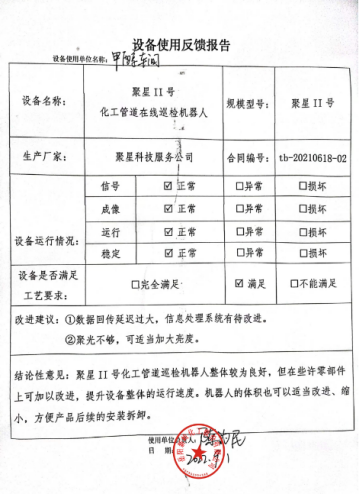 设备使用反馈报告
设备使用单位名称：甲醇车间
设备名称： 聚星 II 号 规模型号： 聚星 II 号
化工管道在线巡检机器人
生产厂家： 聚星科技服务公司 合同编号： tb-20210618-02
设备运行情况： 信号 ☑正常 □异常 □损坏
成像 ☑正常 □异常 □损坏
运行 ☑正常 □异常 □损坏
稳定 ☑正常 □异常 □损坏
设备是否满足工艺要求： □完全满足 ☑满足 □不能满足
改进建议：①数据回传延迟过大，信息处理系统有待改进。
②聚光不够，可适当加大亮度。
结论性意见：聚星 II 号化工管道巡检机器人整体较为良好，但在些许零部件
上可加以改进，提升设备整体的运行速度。机器人的体积也可以适当改进、缩
小，方便产品后续的安装拆卸。
使用单位负责人：
日 期：